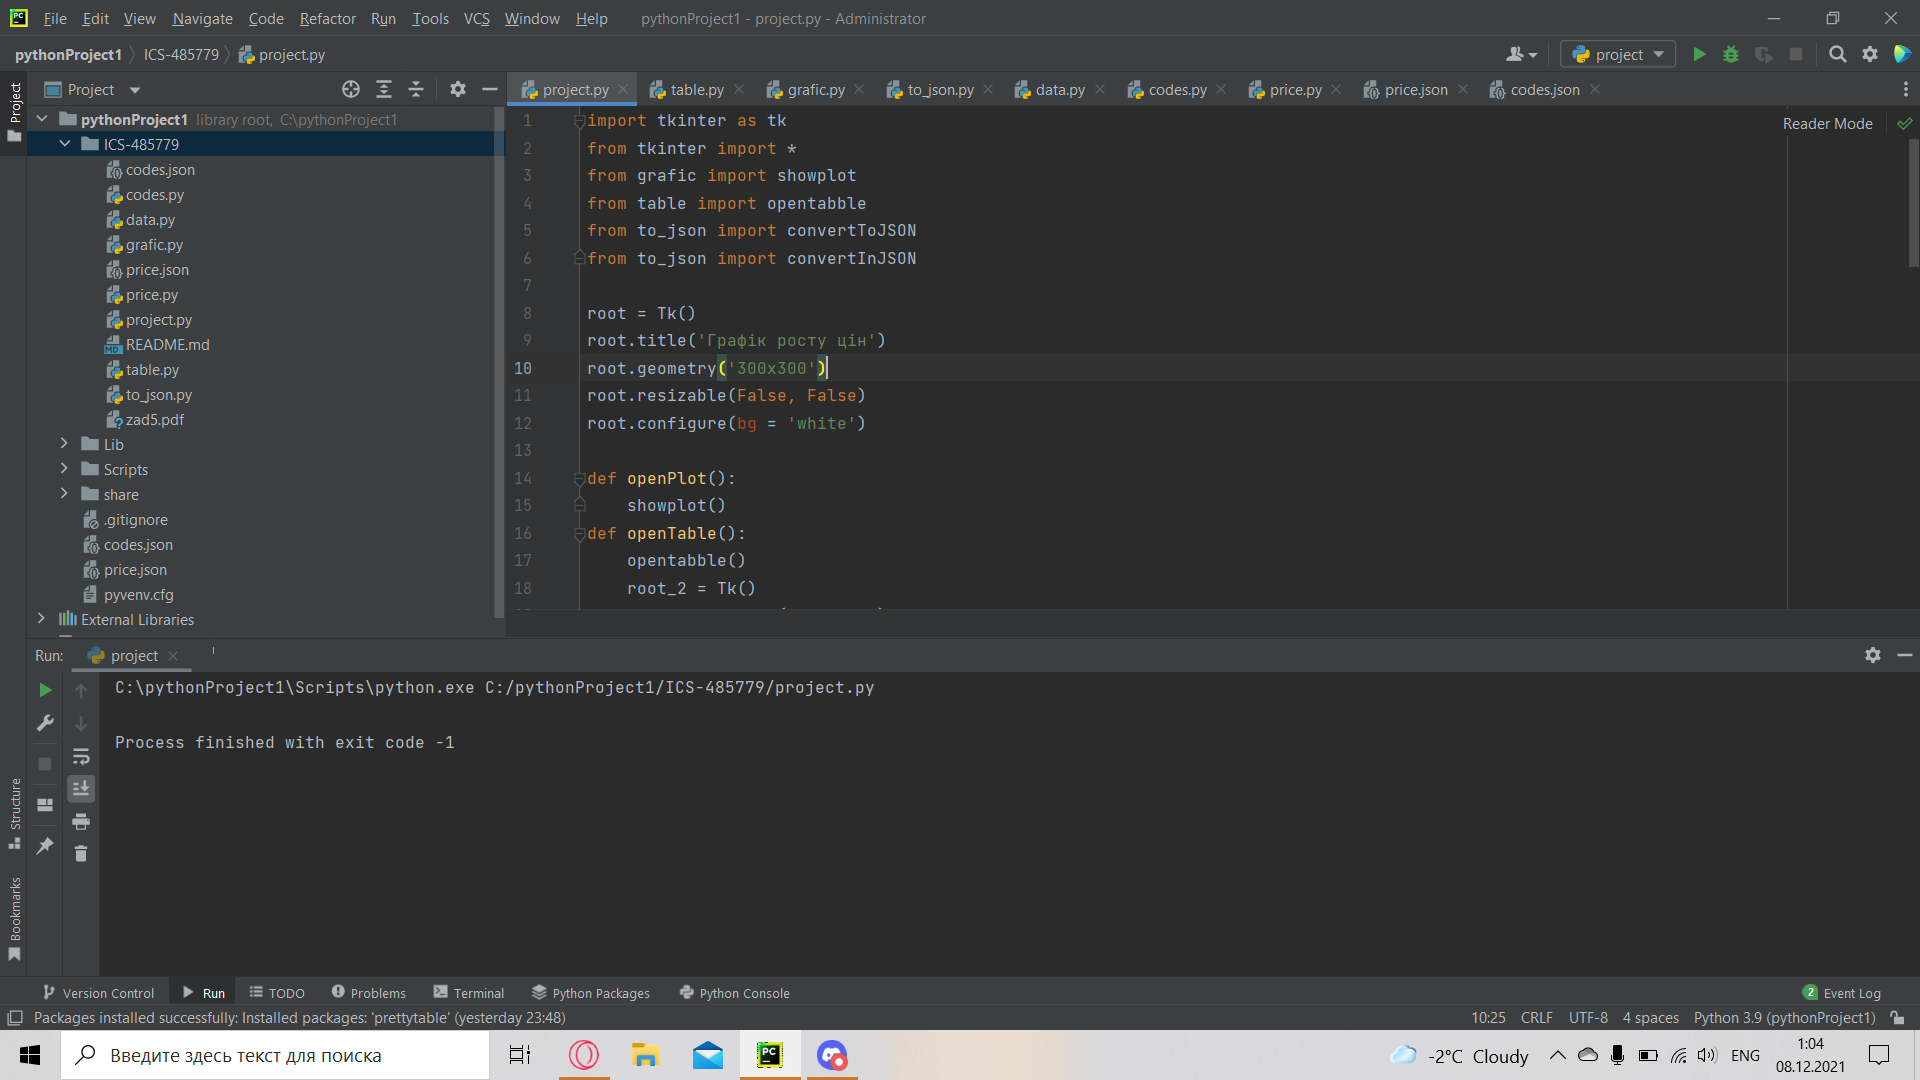 PC File Edit View Navigate Code Refactor Run Tools VCS Window Help pythonProject1 - project.py - Administrator
pythonProject1 ICS-485779 project.py project
Project project.py table.py grafic.py to_json.py data.py codes.py price.py price.json codes.json
Project
Reader Mode
pythonProject1 library root, C:\pythonProject1
ICS-485779
codes.json
codes.py
data.py
grafic.py
price.json
price.py
project.py
MD README.md
table.py
to_json.py
zad5.pdf
Lib
Scripts
share
.gitignore
codes.json
price.json
pyvenv.cfg
External Libraries
1 import tkinter as tk
2 from tkinter import *
3 from grafic import showplot
4 from table import opentabble
5 from to_json import convertToJSON
6 from to_json import convertInJSON
7
8 root = Tk()
9 root.title('Графік росту цін')
10 root.geometry('300x300')
11 root.resizable(False, False)
12 root.configure(bg = 'white')
13
14 def openPlot():
15 showplot()
16 def openTable():
17 opentabble()
18 root_2 = Tk()
Run: project
C:\pythonProject1\Scripts\python.exe C:/pythonProject1/ICS-485779/project.py
Process finished with exit code -1
Structure
Bookmarks
Version Control Run TODO Problems Terminal Python Packages Python Console 2 Event Log
Packages installed successfully: Installed packages: 'prettytable' (yesterday 23:48) 10:25 CRLF UTF-8 4 spaces Python 3.9 (pythonProject1)
Введите здесь текст для поиска PC -2°C Cloudy ENG 1:04
08.12.2021